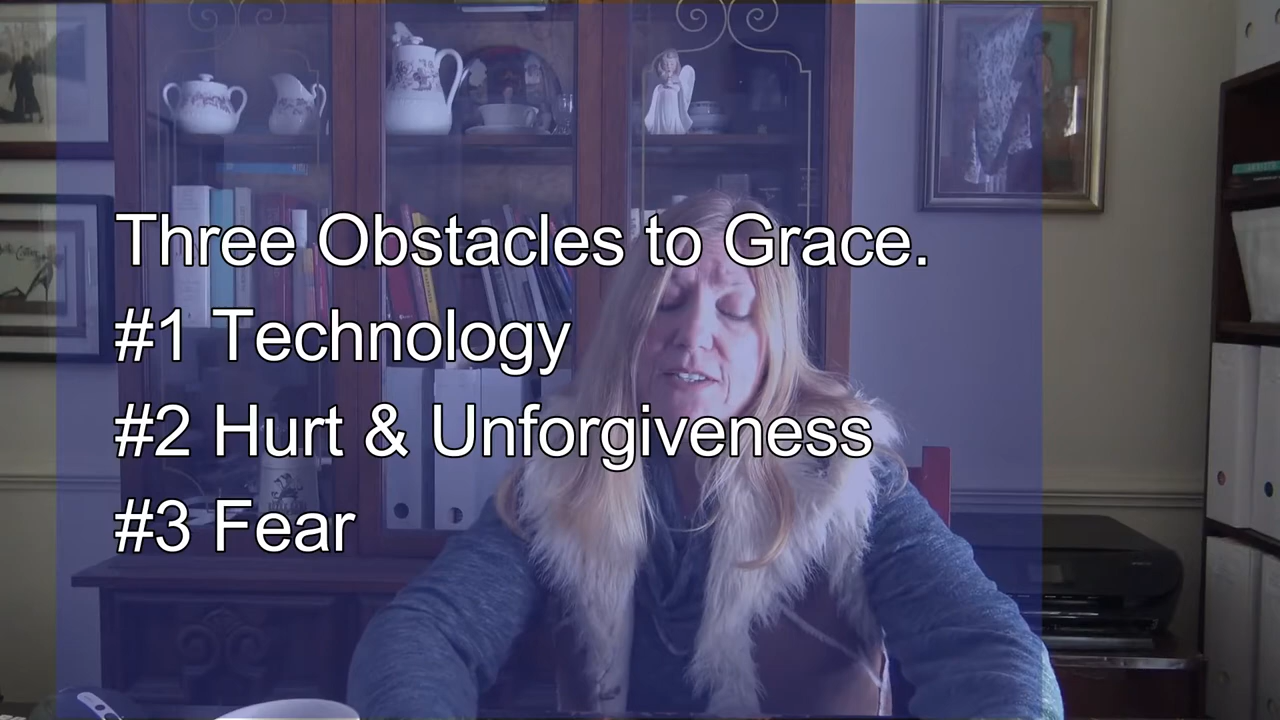 Three Obstacles to Grace.
#1 Technology
#2 Hurt & Unforgiveness
#3 Fear